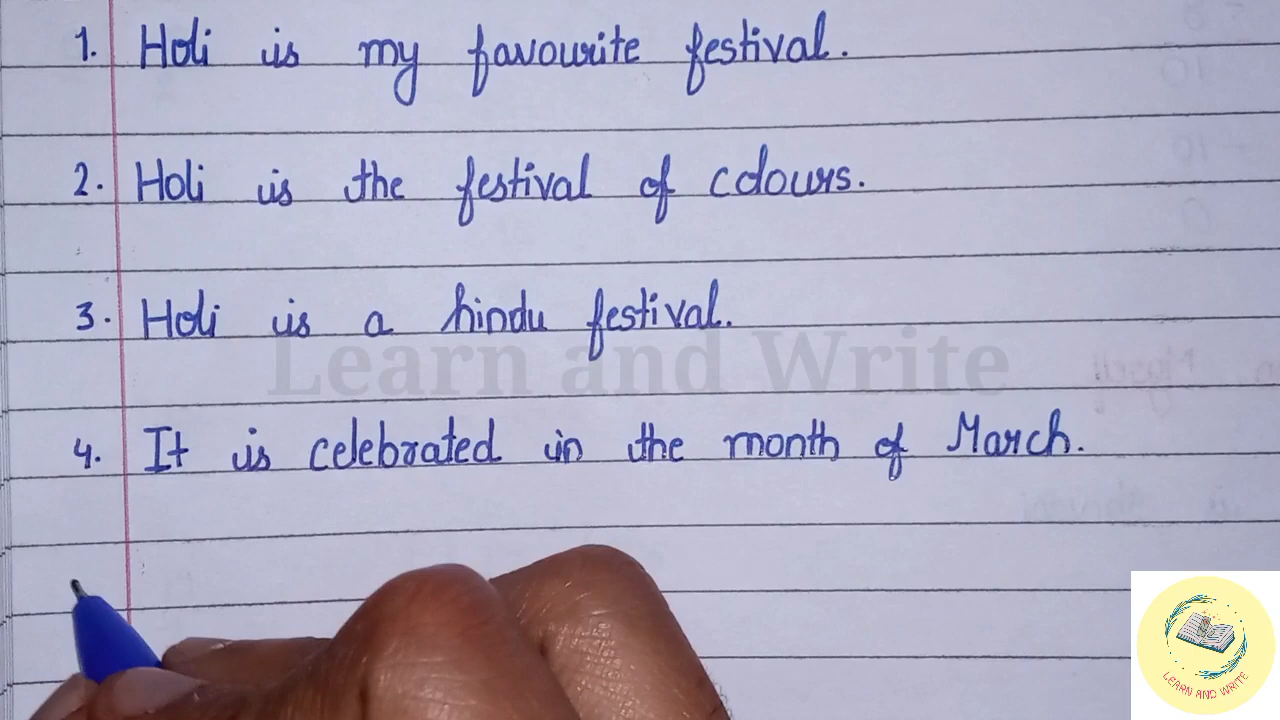 1. Holi is my favourite festival.
2. Holi is the festival of colours.
3. Holi is a hindu festival.
Learn and Write
4. It is celebrated in the month of March.
LEARN AND WRITE